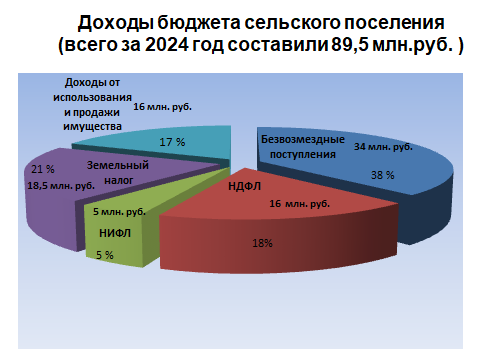 Доходы бюджета сельского поселения
(всего за 2024 год составили 89,5 млн.руб. )
Доходы от
использования
и продажи
имущества
16 млн. руб.
17 %
Безвозмездные
поступления
34 млн. руб.
38 %
21 %
18,5 млн. руб.
Земельный
налог
НДФЛ
16 млн. руб.
18%
5 млн. руб.
НИФЛ
5 %